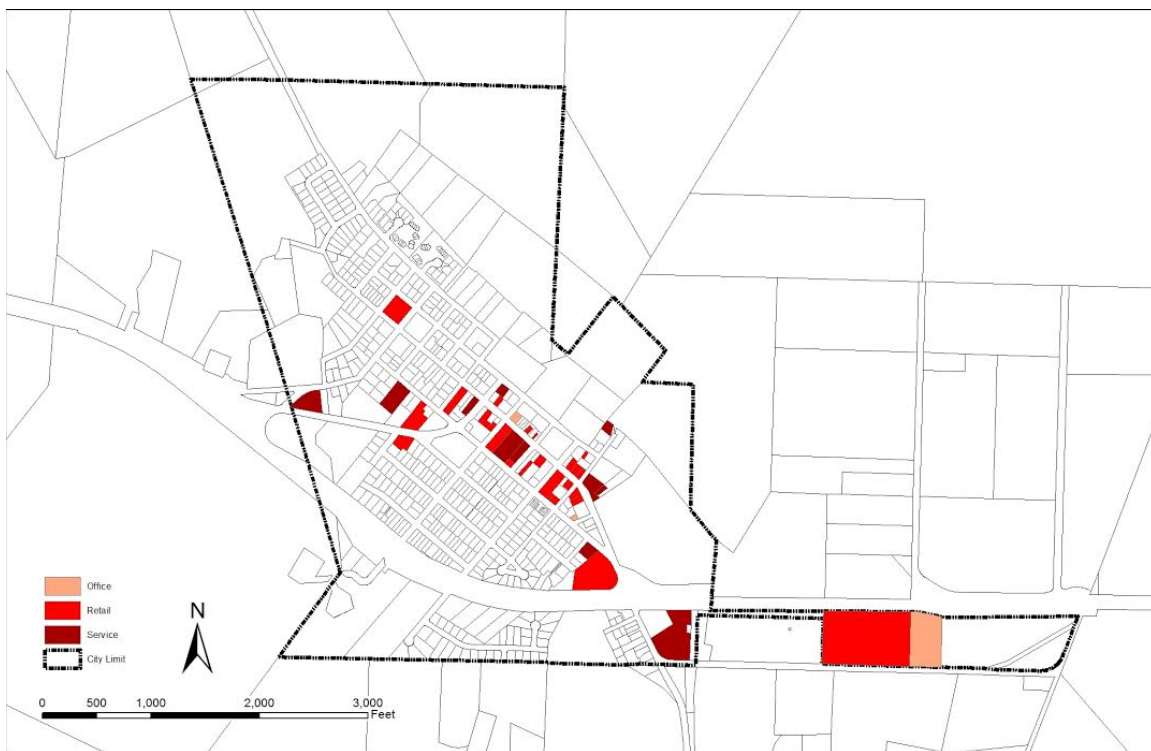 Office
Retail
Service
City Limit
N
0 500 1,000 2,000 3,000
Feet